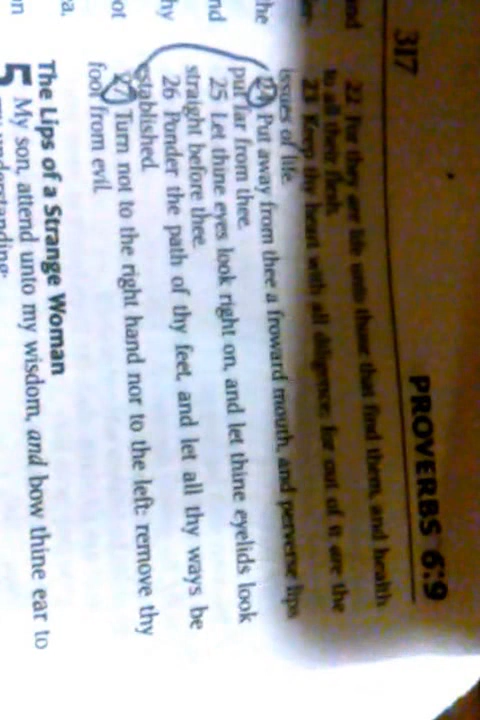 317 PROVERBS 6:9
22 For they are life unto those that find them, and health
to all their flesh.
23 Keep thy heart with all diligence; for out of it are the
issues of life.
24 Put away from thee a froward mouth, and perverse lips
put far from thee.
25 Let thine eyes look right on, and let thine eyelids look
straight before thee.
26 Ponder the path of thy feet, and let all thy ways be
established.
27 Turn not to the right hand nor to the left: remove thy
foot from evil.
The Lips of a Strange Woman
5 My son, attend unto my wisdom, and bow thine ear to
my understanding: